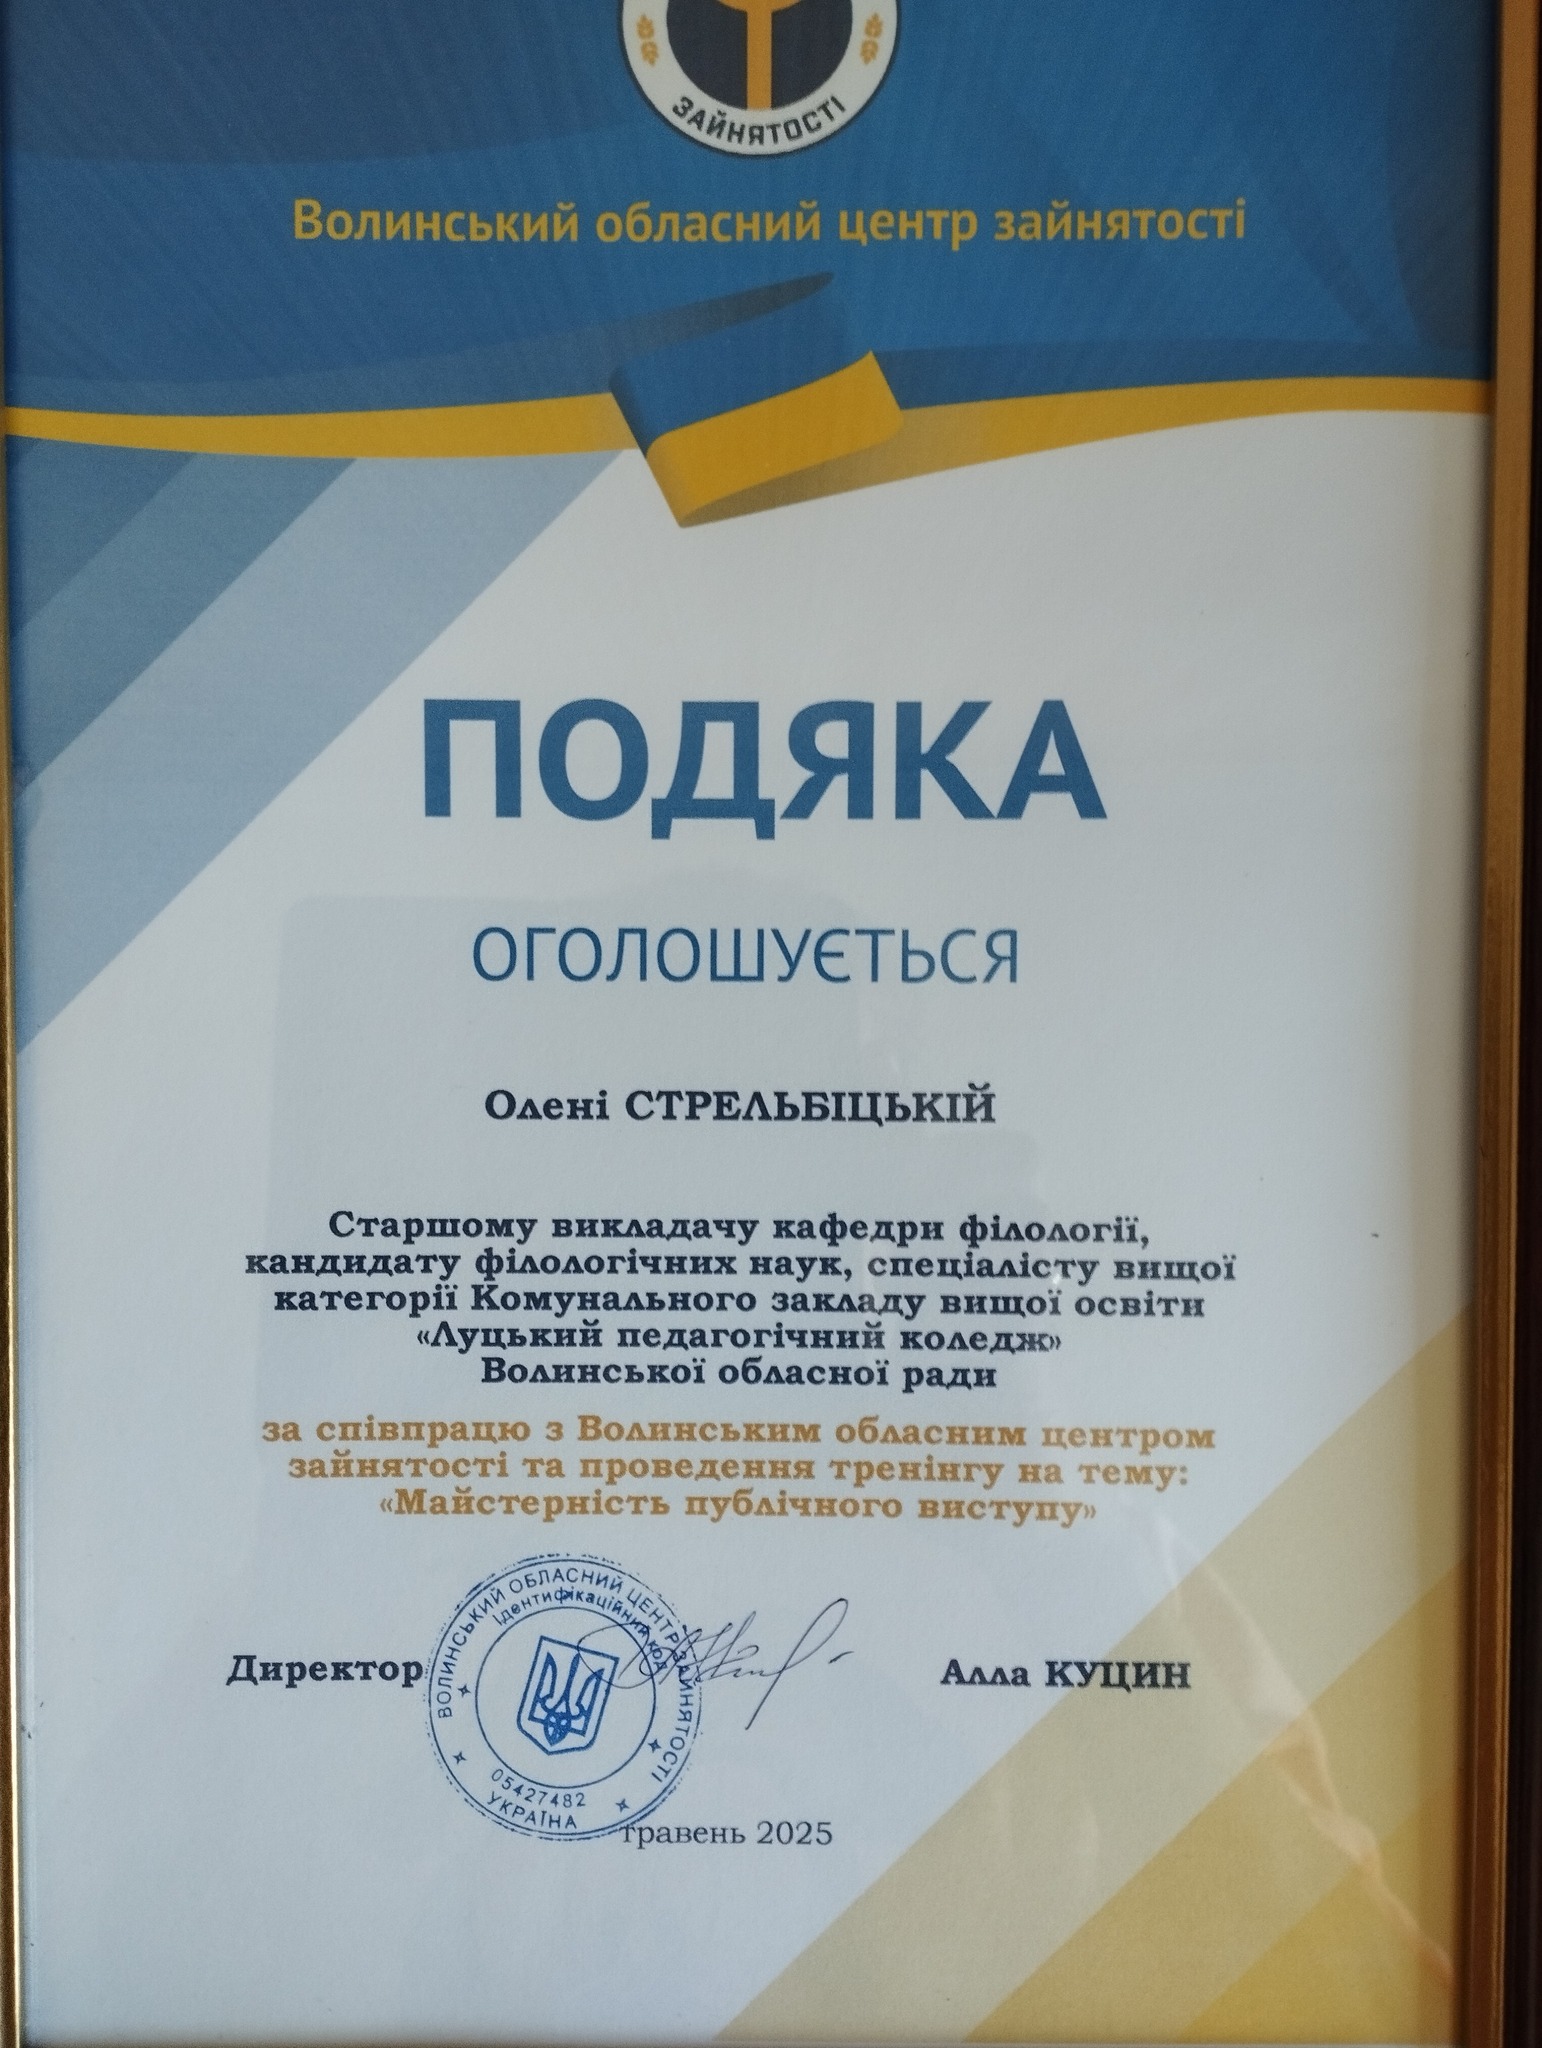 ЗАЙНЯТОСТІ
Волинський обласний центр зайнятості
ПОДЯКА
ОГОЛОШУЄТЬСЯ
Олені СТРЕЛЬБІЦЬКІЙ
Старшому викладачу кафедри філології,
кандидату філологічних наук, спеціалісту вищої
категорії Комунального закладу вищої освіти
«Луцький педагогічний коледж»
Волинської обласної ради
за співпрацю з Волинським обласним центром
зайнятості та проведення тренінгу на тему:
«Майстерність публічного виступу»
Директор
ВОЛИНСЬКИЙ ОБЛАСНИЙ ЦЕНТР ЗАЙНЯТОСТІ
Ідентифікаційний код
05427482
УКРАЇНА
Алла КУЦИН
травень 2025